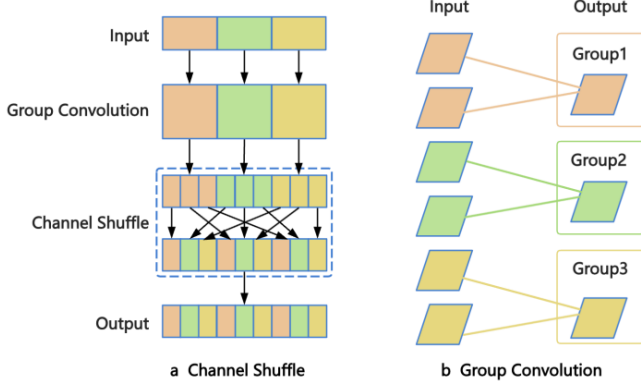 Input
Group Convolution
Channel Shuffle
Output
a Channel Shuffle
Input Output
Group1
Group2
Group3
b Group Convolution